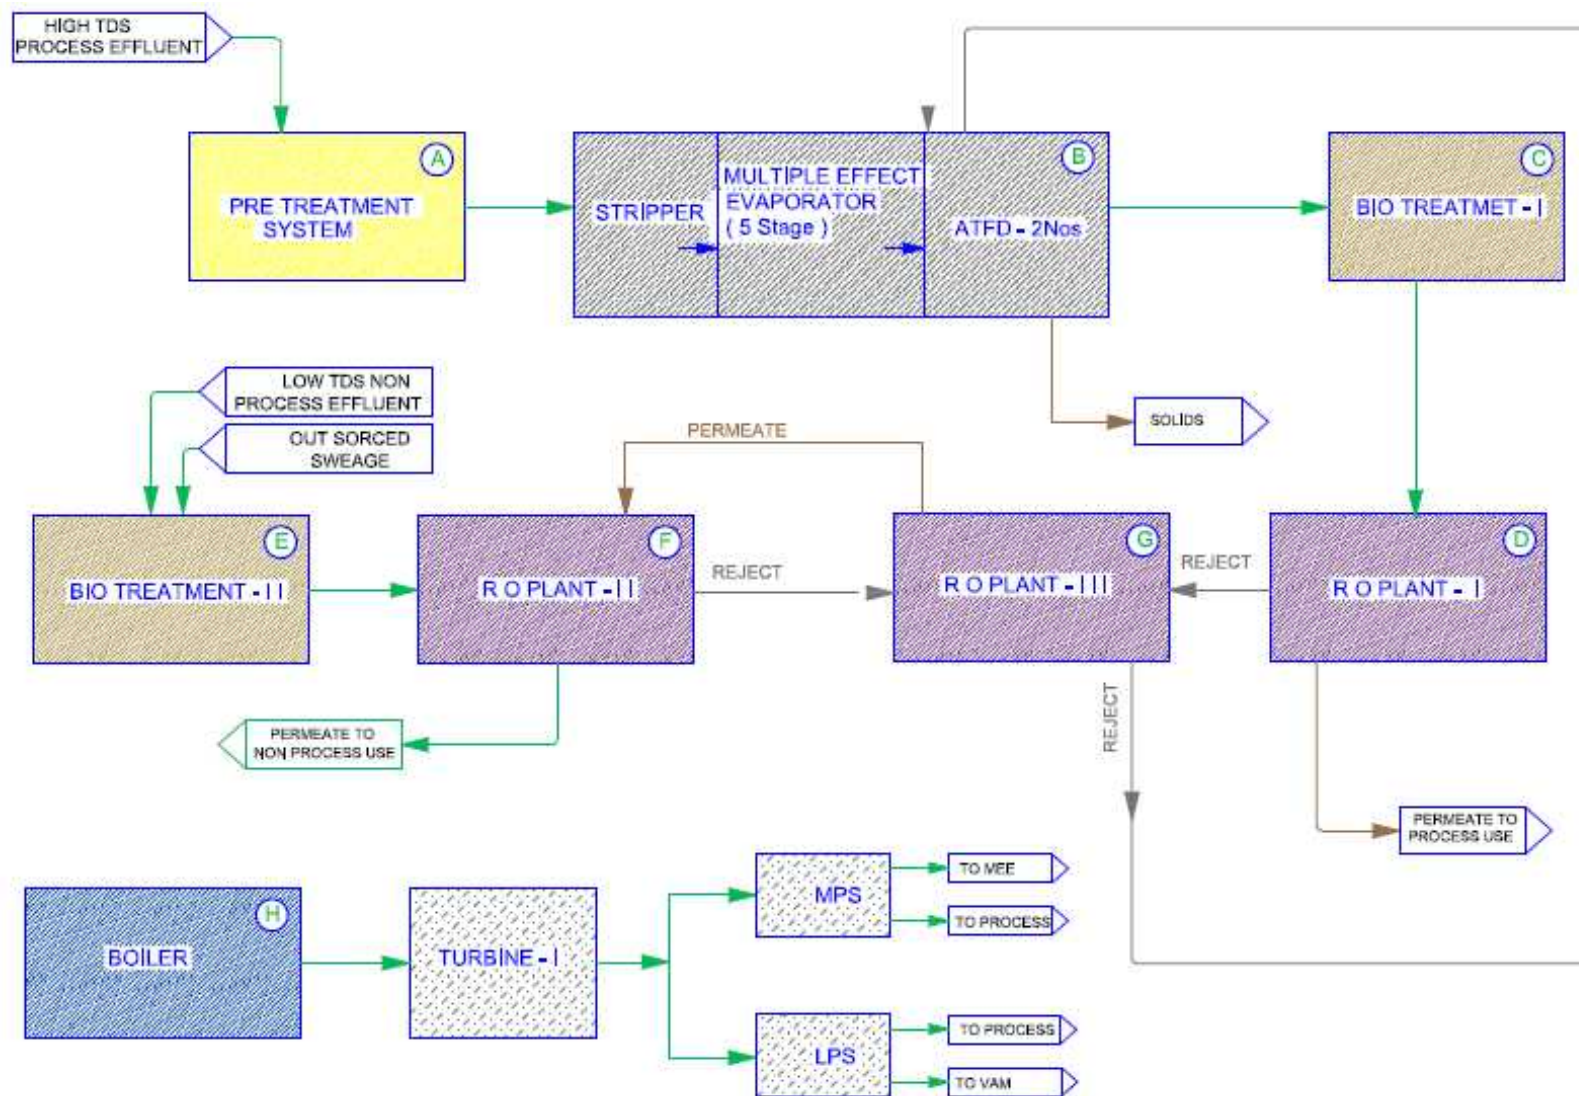 HIGH TDS
PROCESS EFFLUENT
A
PRE TREATMENT
SYSTEM
B
STRIPPER
MULTIPLE EFFECT
EVAPORATOR
( 5 Stage )
ATFD - 2Nos
C
BIO TREATMET - I
LOW TDS NON
PROCESS EFFLUENT
OUT SORCED
SWEAGE
SOLIDS
PERMEATE
E
BIO TREATMENT - II
F
R O PLANT - II
REJECT
G
R O PLANT - III
REJECT
D
R O PLANT - I
REJECT
PERMEATE TO
NON PROCESS USE
PERMEATE TO
PROCESS USE
H
BOILER
TURBINE - I
MPS
TO MEE
TO PROCESS
LPS
TO PROCESS
TO VAM